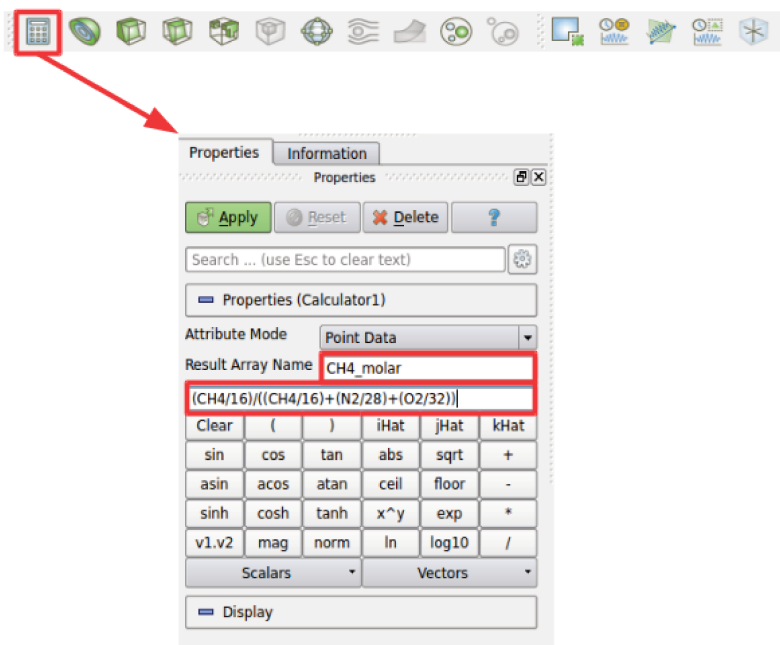 Properties Information
Properties
Apply Reset Delete ?
Search ... (use Esc to clear text)
Properties (Calculator1)
Attribute Mode Point Data
Result Array Name CH4_molar
(CH4/16)/((CH4/16)+(N2/28)+(O2/32))
Clear ( ) iHat jHat kHat
sin cos tan abs sqrt +
asin acos atan ceil floor -
sinh cosh tanh x^y exp *
v1.v2 mag norm ln log10 /
Scalars Vectors
Display